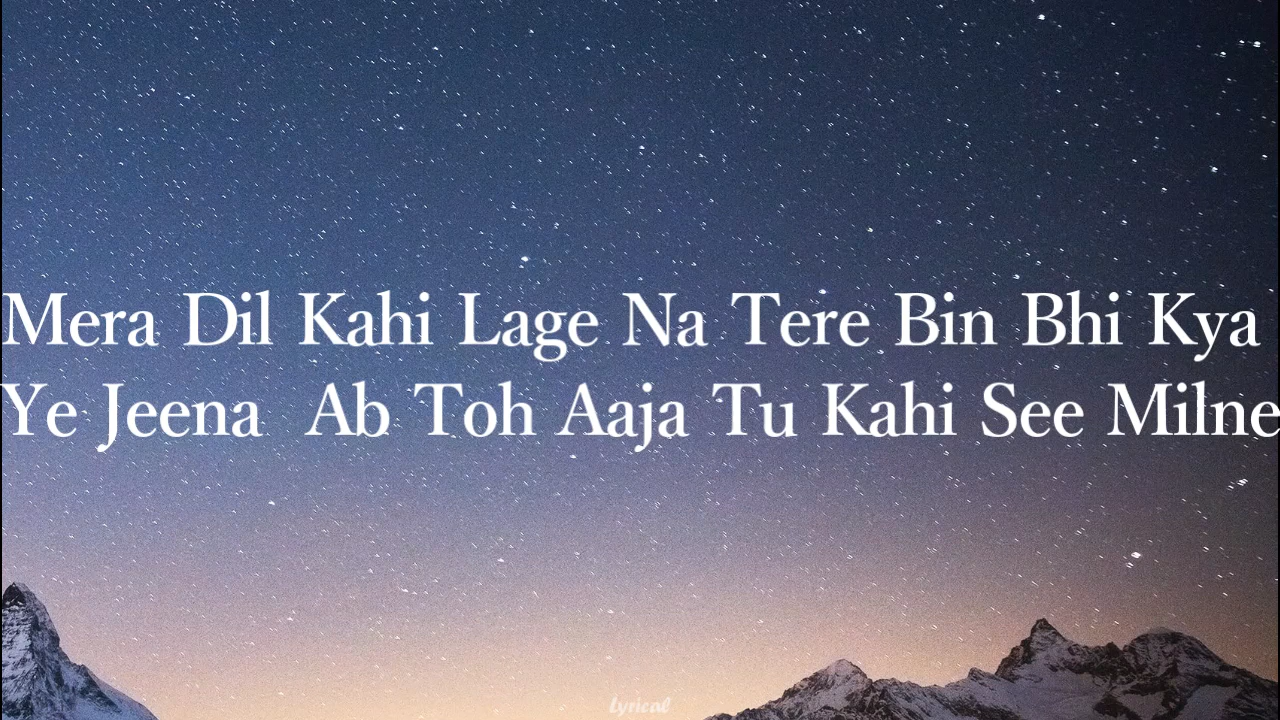 Mera Dil Kahi Lage Na Tere Bin Bhi Kya
Ye Jeena  Ab Toh Aaja Tu Kahi See Milne
Lyrical